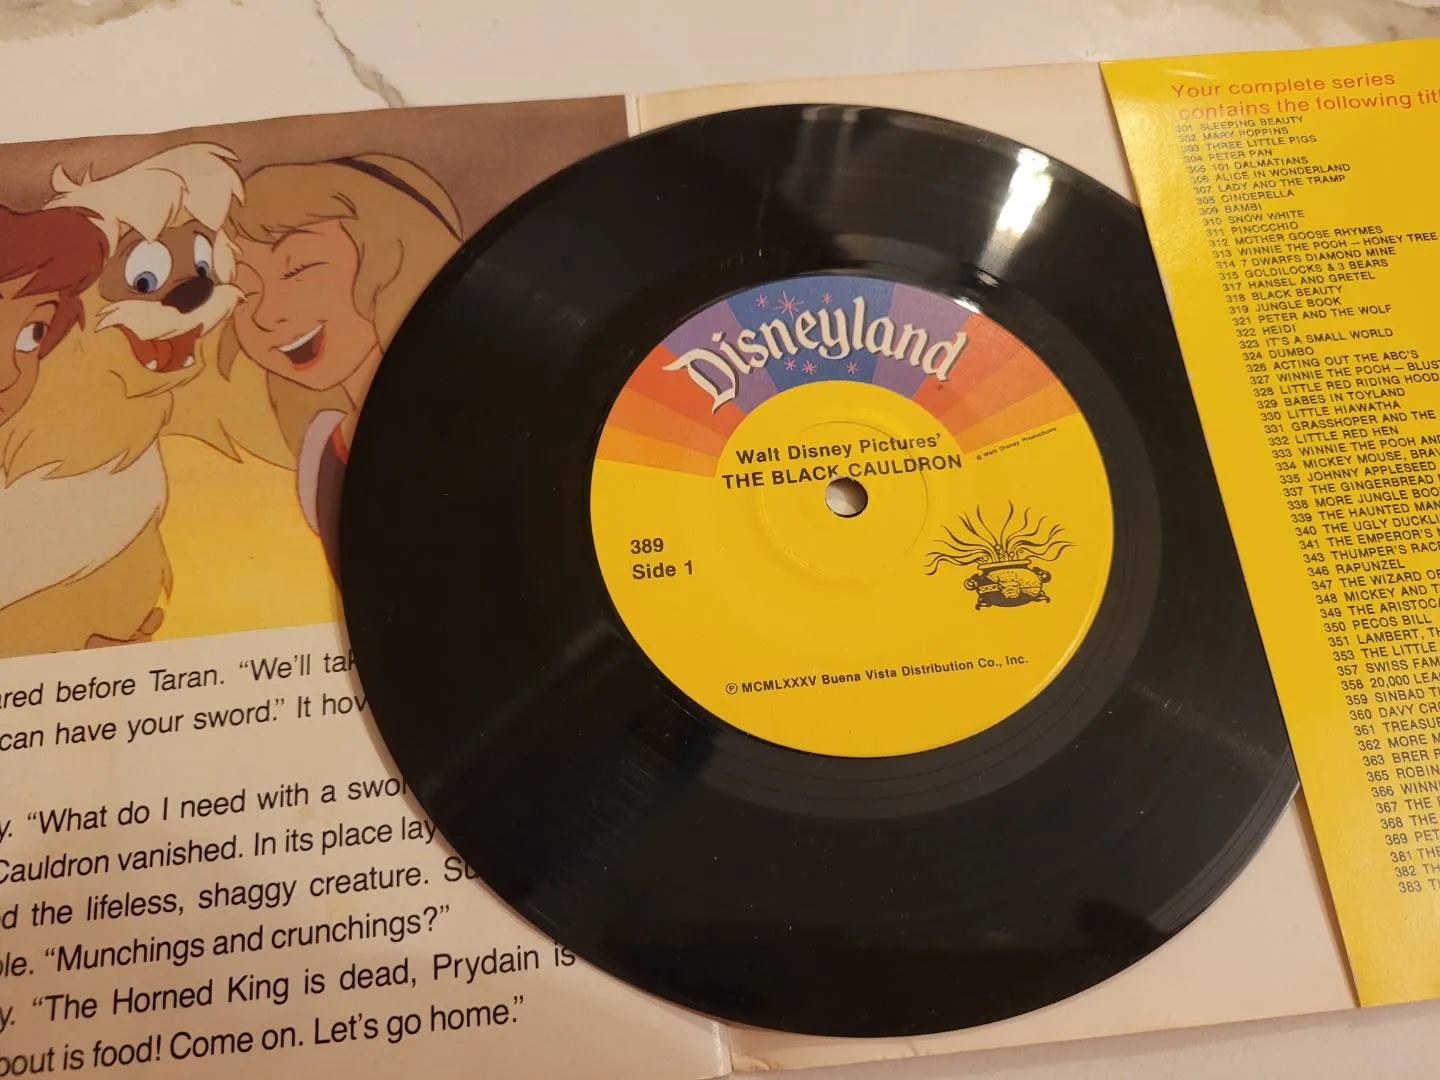 ared before Taran. “We’ll tak
can have your sword.” It hov
y. “What do I need with a swor
Cauldron vanished. In its place lay
d the lifeless, shaggy creature. Su
ole. “Munchings and crunchings?”
y. “The Horned King is dead, Prydain is
bout is food! Come on. Let’s go home.”
Disneyland
Walt Disney Pictures’
THE BLACK CAULDRON
© Walt Disney Productions
389
Side 1
℗ MCMLXXXV Buena Vista Distribution Co., Inc.
Your complete series
contains the following titl
301 SLEEPING BEAUTY
302 MARY POPPINS
303 THREE LITTLE PIGS
304 PETER PAN
305 101 DALMATIANS
306 ALICE IN WONDERLAND
307 LADY AND THE TRAMP
308 CINDERELLA
309 BAMBI
310 SNOW WHITE
311 PINOCCHIO
312 MOTHER GOOSE RHYMES
313 WINNIE THE POOH – HONEY TREE
314 7 DWARFS DIAMOND MINE
315 GOLDILOCKS & 3 BEARS
317 HANSEL AND GRETEL
318 BLACK BEAUTY
319 JUNGLE BOOK
321 PETER AND THE WOLF
322 HEIDI
323 IT'S A SMALL WORLD
324 DUMBO
326 ACTING OUT THE ABC'S
327 WINNIE THE POOH – BLUST
328 LITTLE RED RIDING HOOD
329 BABES IN TOYLAND
330 LITTLE HIAWATHA
331 GRASSHOPER AND THE
332 LITTLE RED HEN
333 WINNIE THE POOH AND
334 MICKEY MOUSE, BRAV
335 JOHNNY APPLESEED
337 THE GINGERBREAD
338 MORE JUNGLE BOO
339 THE HAUNTED MAN
340 THE UGLY DUCKLI
341 THE EMPEROR'S
343 THUMPER'S RACE
346 RAPUNZEL
347 THE WIZARD OF
348 MICKEY AND T
349 THE ARISTOCA
350 PECOS BILL
351 LAMBERT, TH
353 THE LITTLE
357 SWISS FAM
358 20,000 LEA
359 SINBAD T
360 DAVY CRO
361 TREASUR
362 MORE M
363 BRER R
365 ROBIN
366 WINNI
367 THE
368 THE
369 PET
381 THE
382 TH
383 T